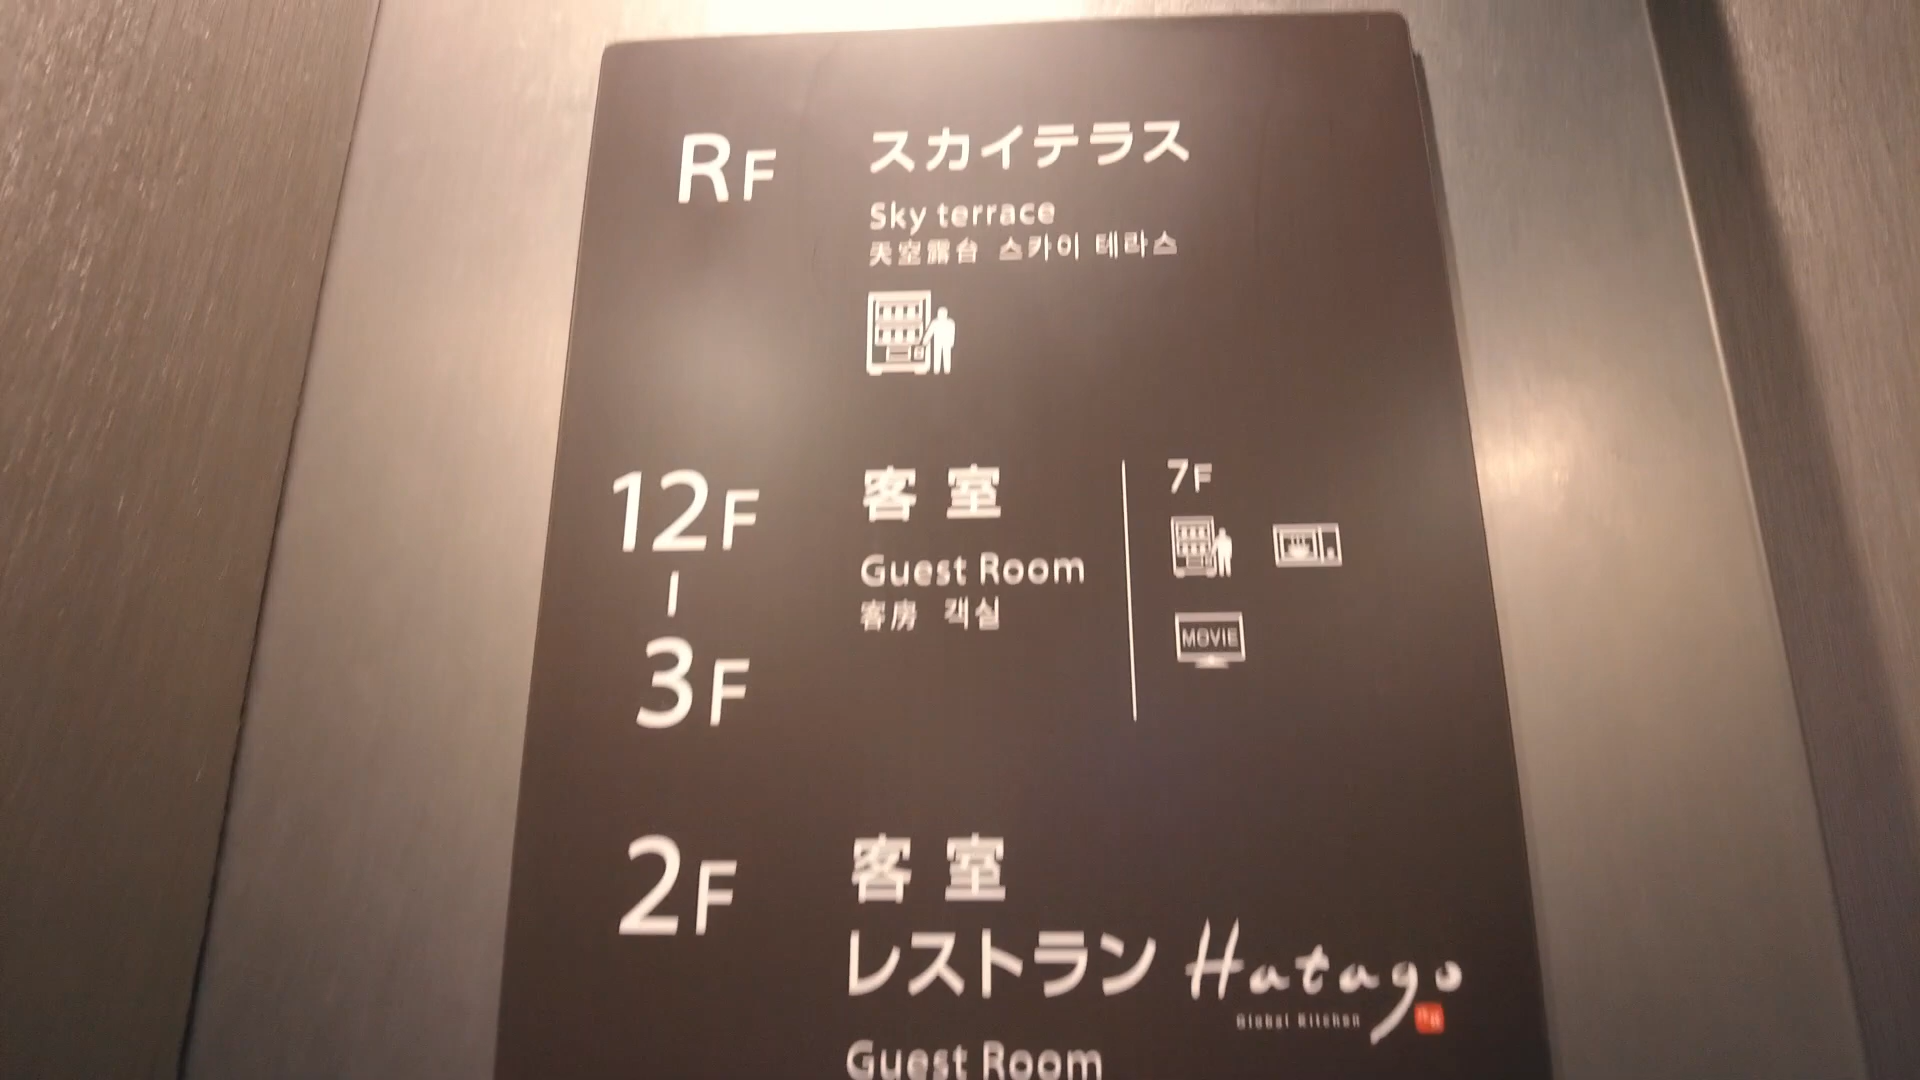 RF スカイテラス
Sky terrace
天空露台 스카이 테라스
12F 客室 7F
Guest Room
客房 객실
MOVIE
3F
2F 客室
レストラン Hatago
Global Kitchen
Guest Room